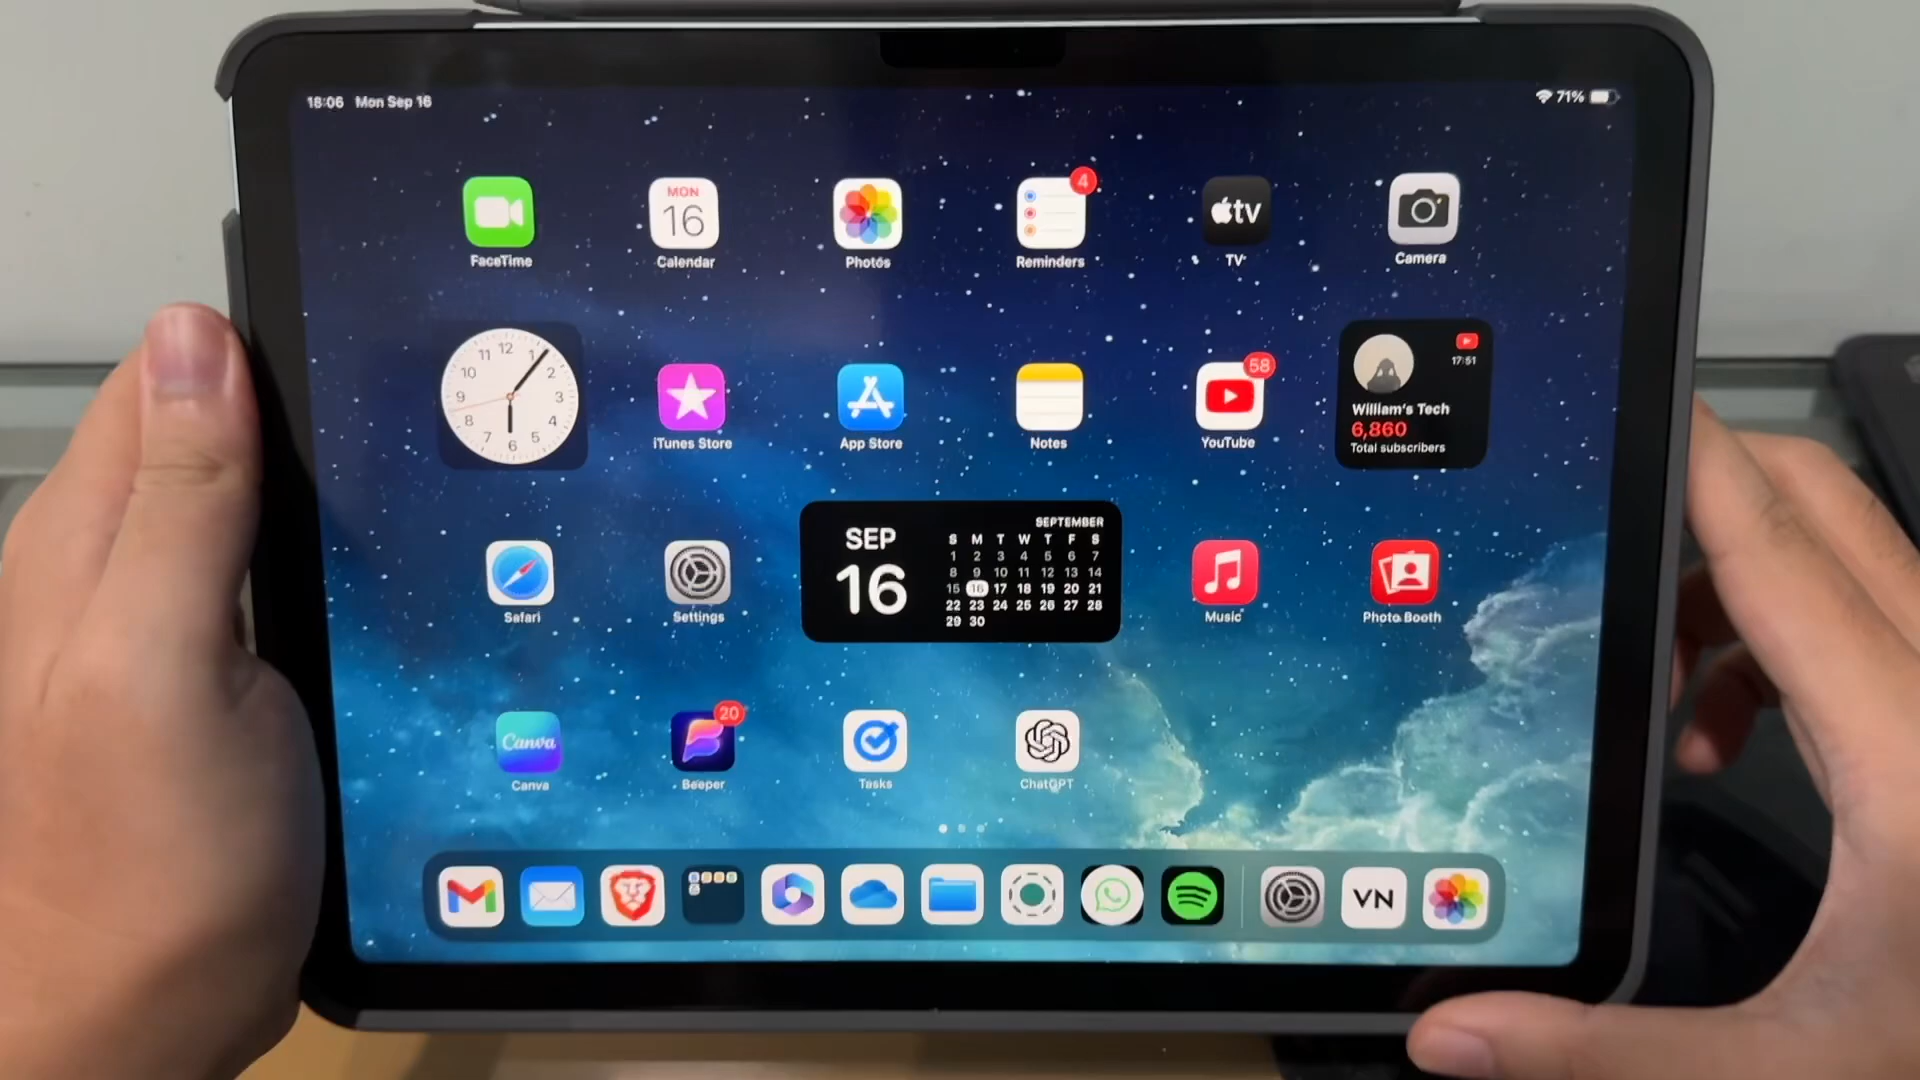 18:06 Mon Sep 16
71%
MON
16
4
tv
FaceTime
Calendar
Photos
Reminders
TV
Camera
12
1
2
3
4
5
6
7
8
9
10
11
58
17:51
William's Tech
6,860
Total subscribers
iTunes Store
App Store
Notes
YouTube
SEP
16
SEPTEMBER
S M T W T F S
1 2 3 4 5 6 7
8 9 10 11 12 13 14
15 16 17 18 19 20 21
22 23 24 25 26 27 28
29 30
Safari
Settings
Music
Photo Booth
Canva
20
Canva
Beeper
Tasks
ChatGPT
VN